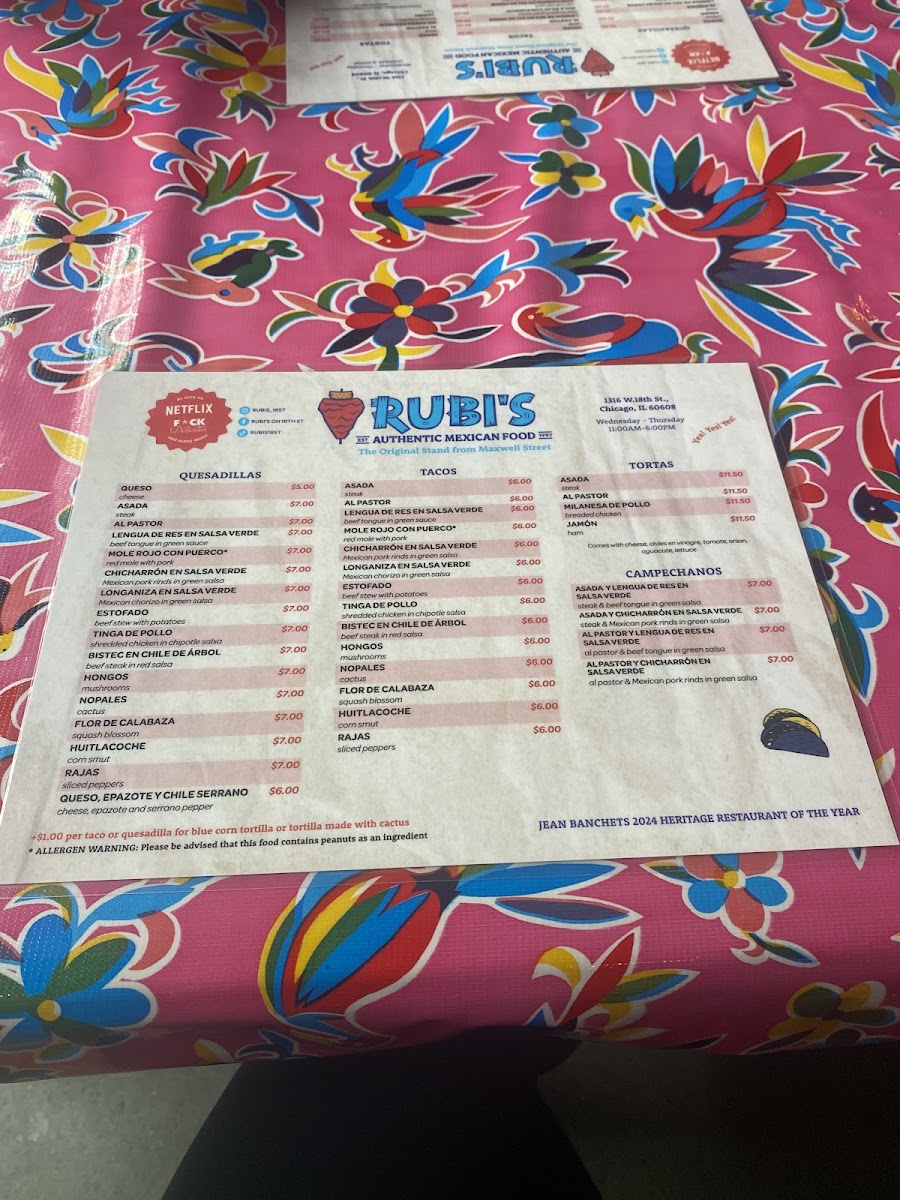 As seen on
NETFLIX
F*CK
Delicious
and many more!
RUBIS_18ST
RUBI'S ON 18TH ST
RUBIS18ST
RUBI'S
EST AUTHENTIC MEXICAN FOOD 1997
The Original Stand from Maxwell Street
1316 W.18th St.,
Chicago, IL 60608
Wednesday - Thursday
11:00AM-6:00PM
Yes! Yes! Yes!
QUESADILLAS
QUESO $5.00
cheese
ASADA $7.00
steak
AL PASTOR $7.00
LENGUA DE RES EN SALSA VERDE $7.00
beef tongue in green sauce
MOLE ROJO CON PUERCO* $7.00
red mole with pork
CHICHARRÓN EN SALSA VERDE $7.00
Mexican pork rinds in green salsa
LONGANIZA EN SALSA VERDE $7.00
Mexican chorizo in green salsa
ESTOFADO $7.00
beef stew with potatoes
TINGA DE POLLO $7.00
shredded chicken in chipotle salsa
BISTEC EN CHILE DE ÁRBOL $7.00
beef steak in red salsa
HONGOS $7.00
mushrooms
NOPALES $7.00
cactus
FLOR DE CALABAZA $7.00
squash blossom
HUITLACOCHE $7.00
corn smut
RAJAS $7.00
sliced peppers
QUESO, EPAZOTE Y CHILE SERRANO $6.00
cheese, epazote and serrano pepper
TACOS
ASADA $6.00
steak
AL PASTOR $6.00
LENGUA DE RES EN SALSA VERDE $6.00
beef tongue in green sauce
MOLE ROJO CON PUERCO* $6.00
red mole with pork
CHICHARRÓN EN SALSA VERDE $6.00
Mexican pork rinds in green salsa
LONGANIZA EN SALSA VERDE $6.00
Mexican chorizo in green salsa
ESTOFADO $6.00
beef stew with potatoes
TINGA DE POLLO $6.00
shredded chicken in chipotle salsa
BISTEC EN CHILE DE ÁRBOL $6.00
beef steak in red salsa
HONGOS $6.00
mushrooms
NOPALES $6.00
cactus
FLOR DE CALABAZA $6.00
squash blossom
HUITLACOCHE $6.00
corn smut
RAJAS $6.00
sliced peppers
TORTAS
ASADA $11.50
steak
AL PASTOR $11.50
MILANESA DE POLLO $11.50
breaded chicken
JAMÓN $11.50
ham
Comes with cheese, chiles en vinagre, tomate, onion,
aguacate, lettuce
CAMPECHANOS
ASADA Y LENGUA DE RES EN $7.00
SALSA VERDE
steak & beef tongue in green salsa
ASADA Y CHICHARRÓN EN SALSA VERDE $7.00
steak & Mexican pork rinds in green salsa
AL PASTOR Y LENGUA DE RES EN $7.00
SALSA VERDE
al pastor & beef tongue in green salsa
AL PASTOR Y CHICHARRÓN EN $7.00
SALSA VERDE
al pastor & Mexican pork rinds in green salsa
+$1.00 per taco or quesadilla for blue corn tortilla or tortilla made with cactus
* ALLERGEN WARNING: Please be advised that this food contains peanuts as an ingredient
JEAN BANCHETS 2024 HERITAGE RESTAURANT OF THE YEAR
RUBI'S
AUTHENTIC MEXICAN FOOD
NETFLIX
QUESADILLAS
TACOS
TORTAS